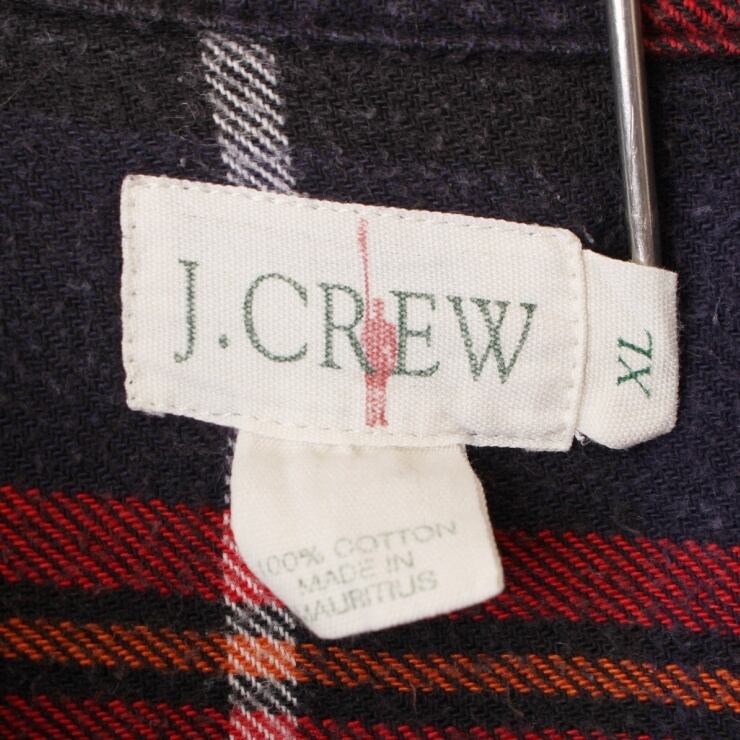 J.CREW
XL
100% COTTON
MADE IN
MAURITIUS